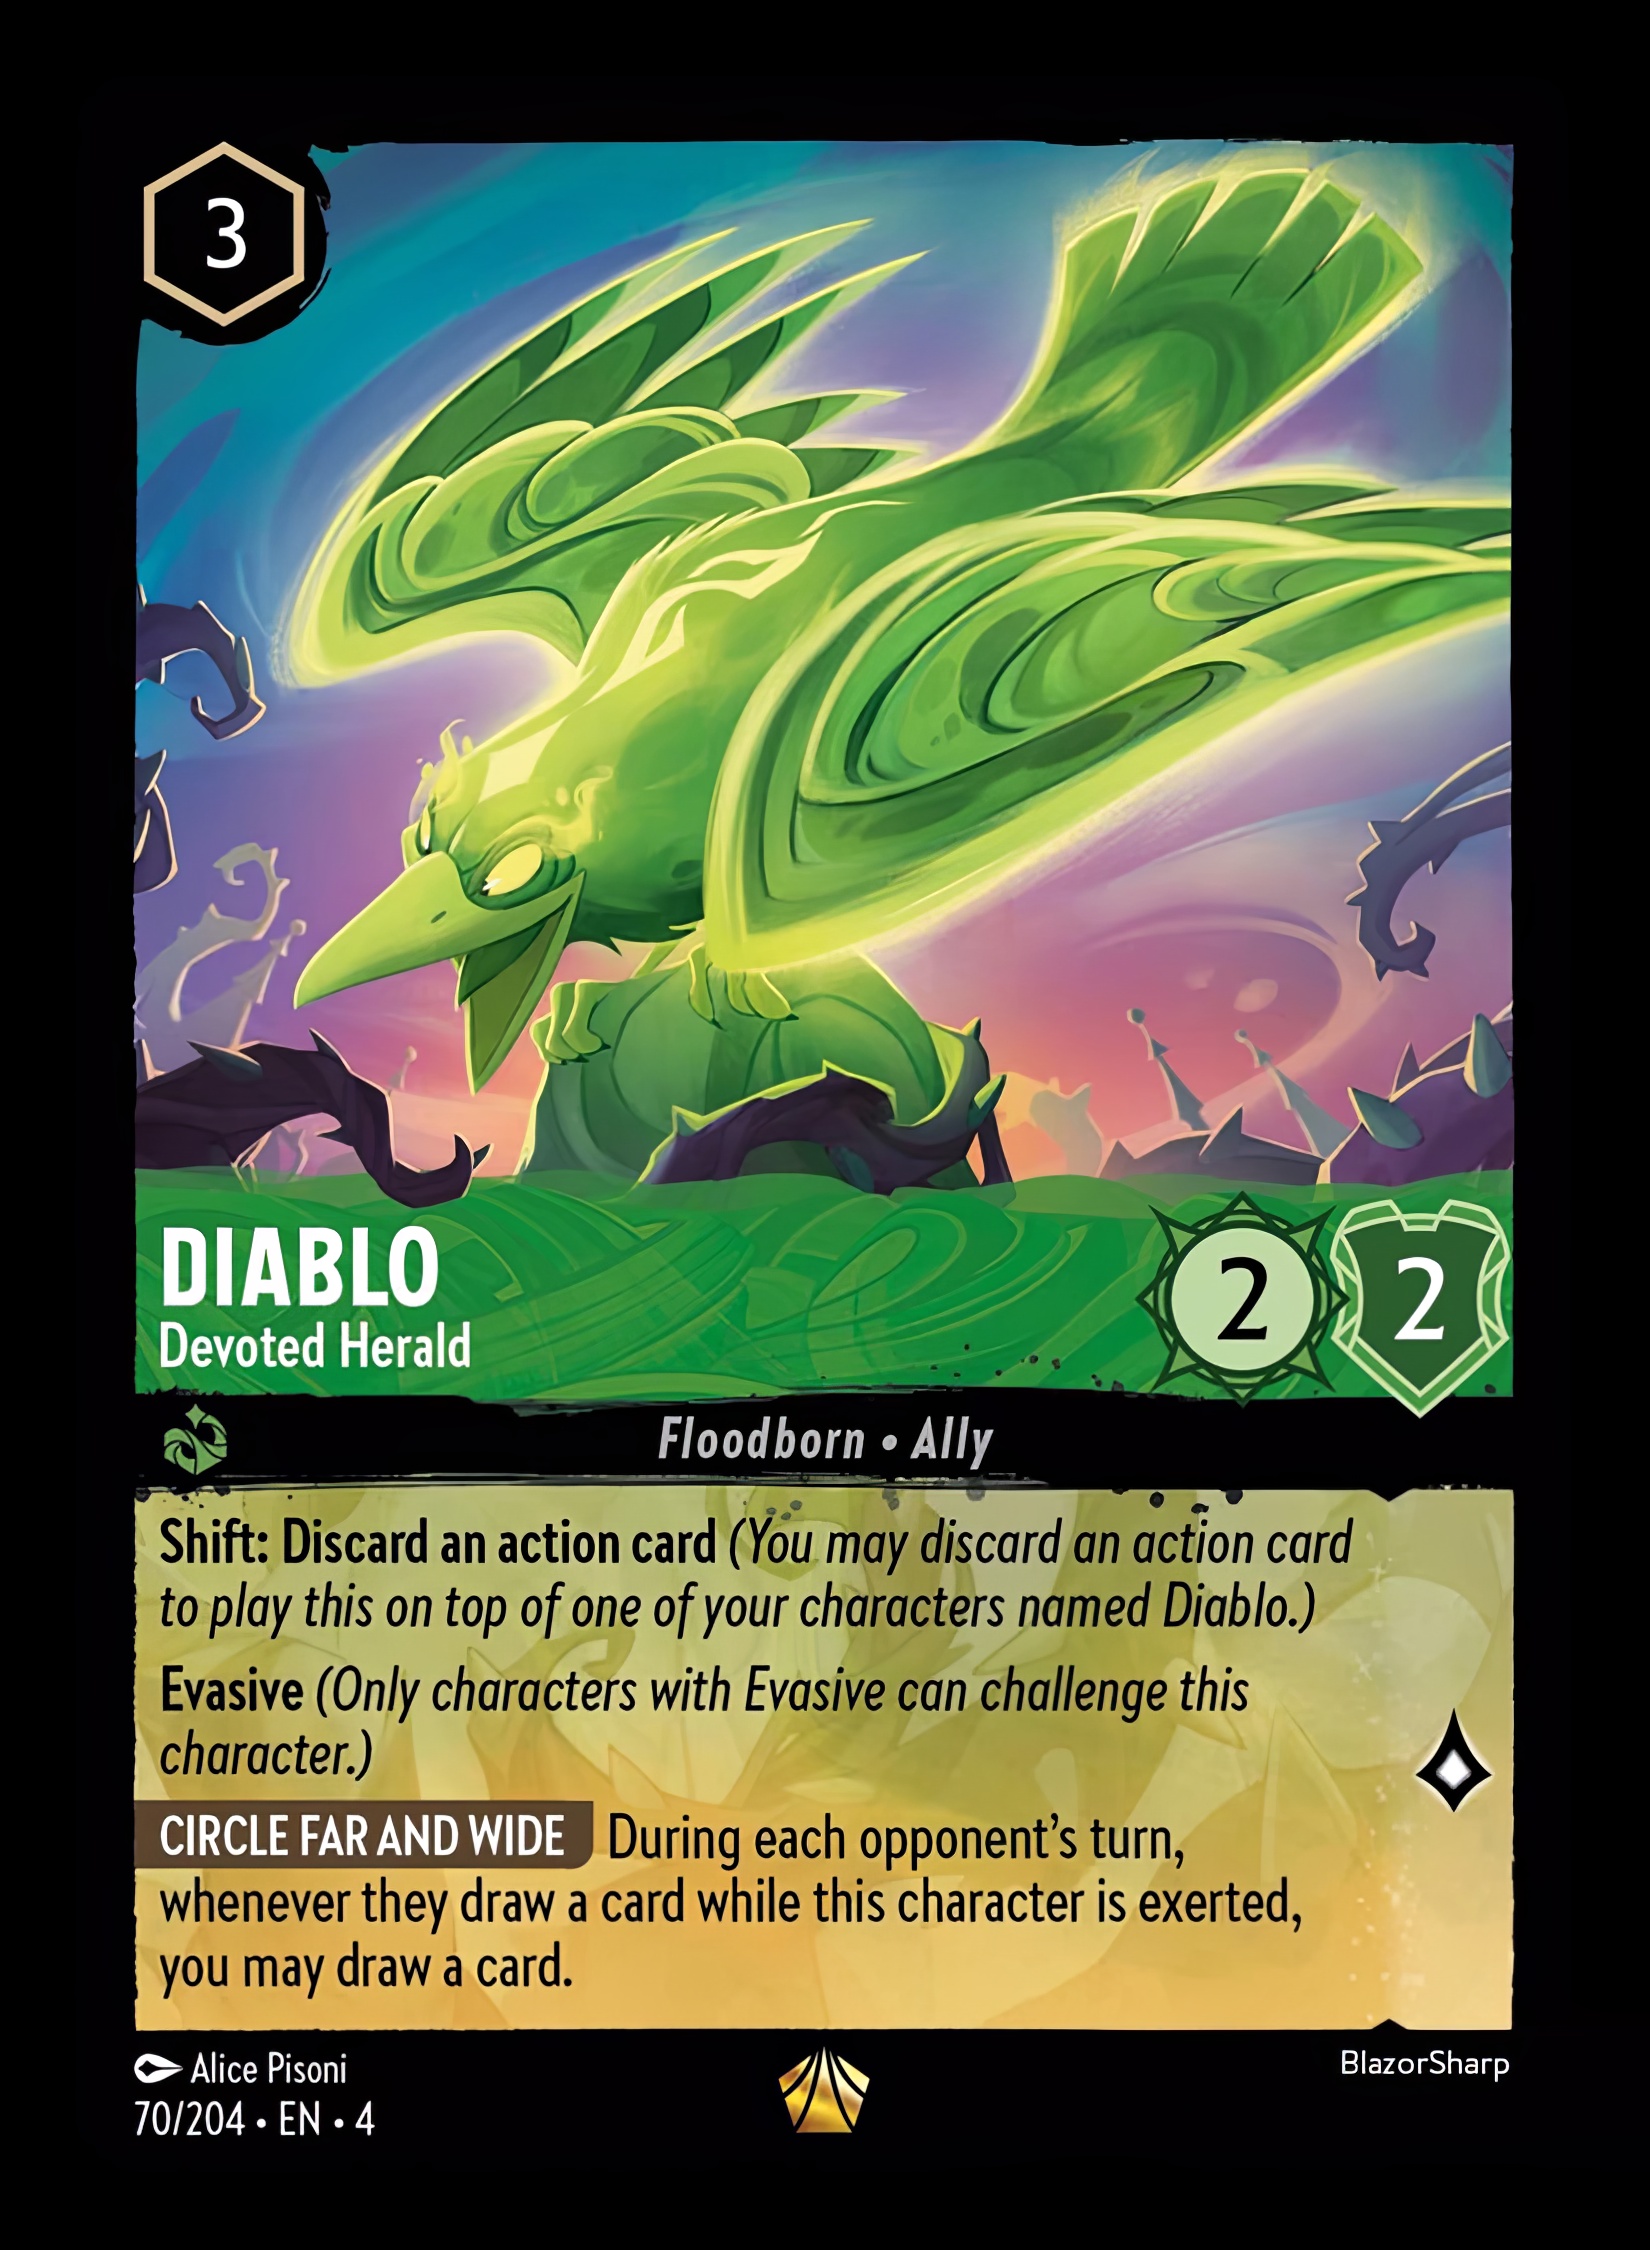 3
DIABLO
Devoted Herald
2 2
Floodborn • Ally
Shift: Discard an action card (You may discard an action card
to play this on top of one of your characters named Diablo.)
Evasive (Only characters with Evasive can challenge this
character.)
CIRCLE FAR AND WIDE During each opponent’s turn,
whenever they draw a card while this character is exerted,
you may draw a card.
Alice Pisoni
BlazorSharp
70/204 • EN • 4